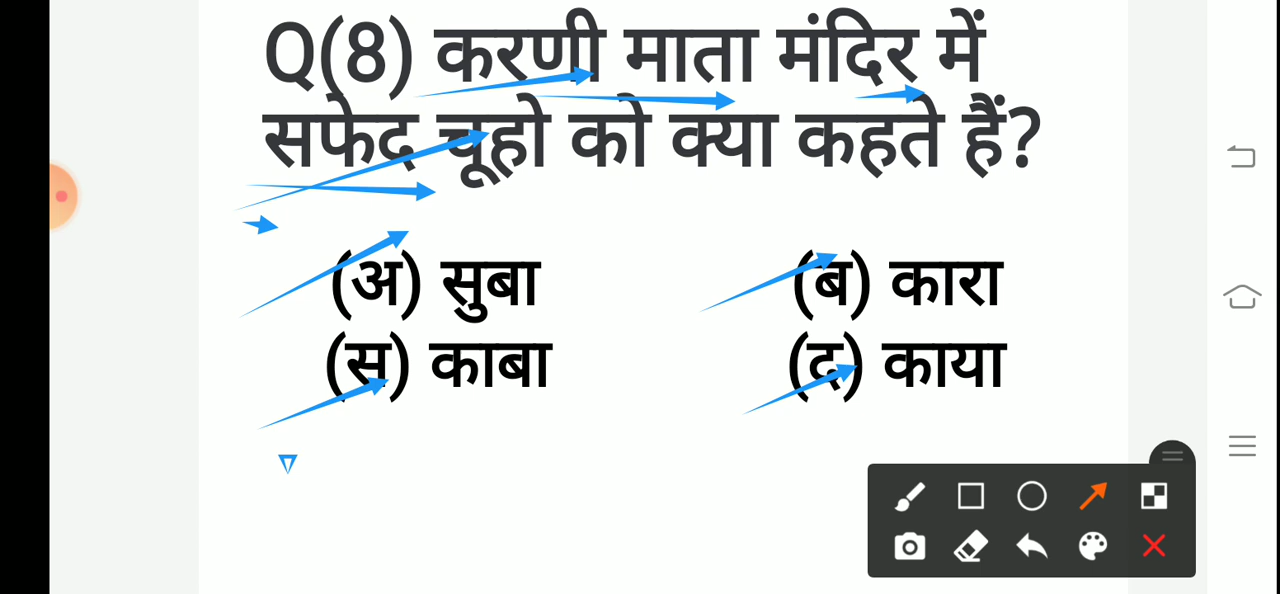 Q(8) करणी माता मंदिर में
सफेद चूहो को क्या कहते हैं?
(अ) सुबा (ब) कारा
(स) काबा (द) काया